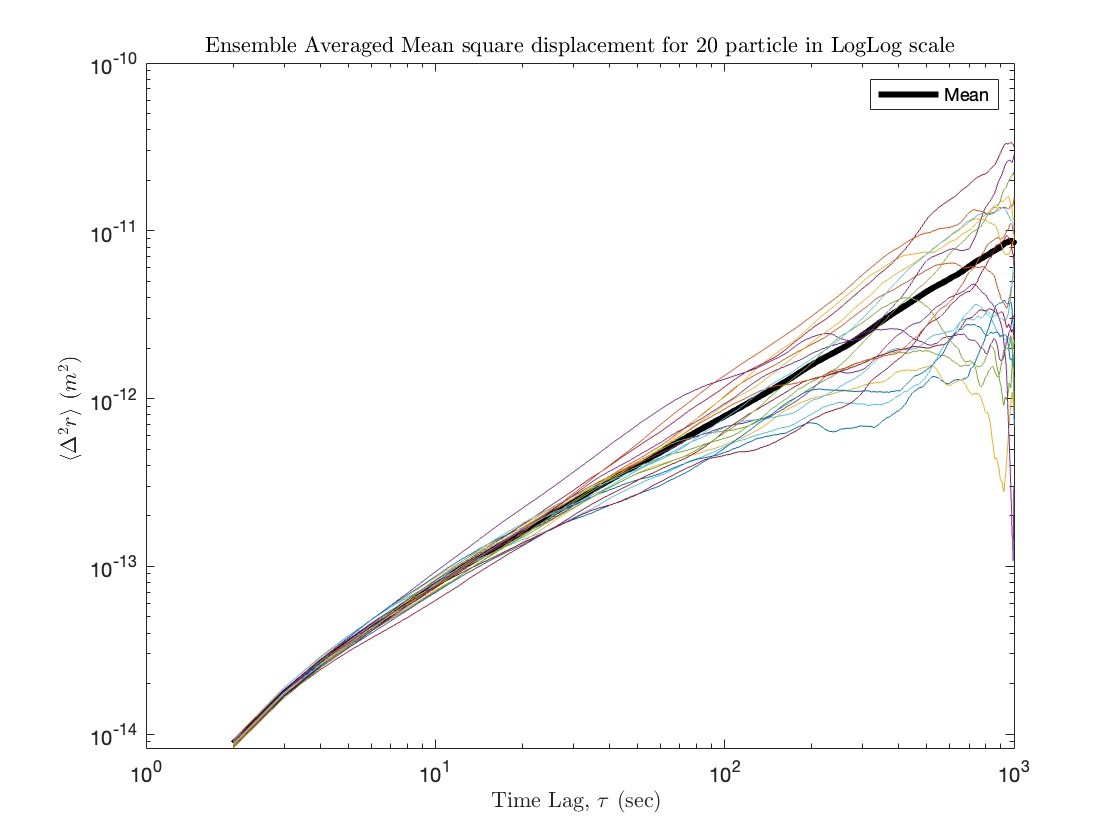 Ensemble Averaged Mean square displacement for 20 particle in LogLog scale
10^-10
Mean
10^-11
10^-12
10^-13
10^-14
⟨Δ²r⟩ (m²)
10^0 10^1 10^2 10^3
Time Lag, τ (sec)